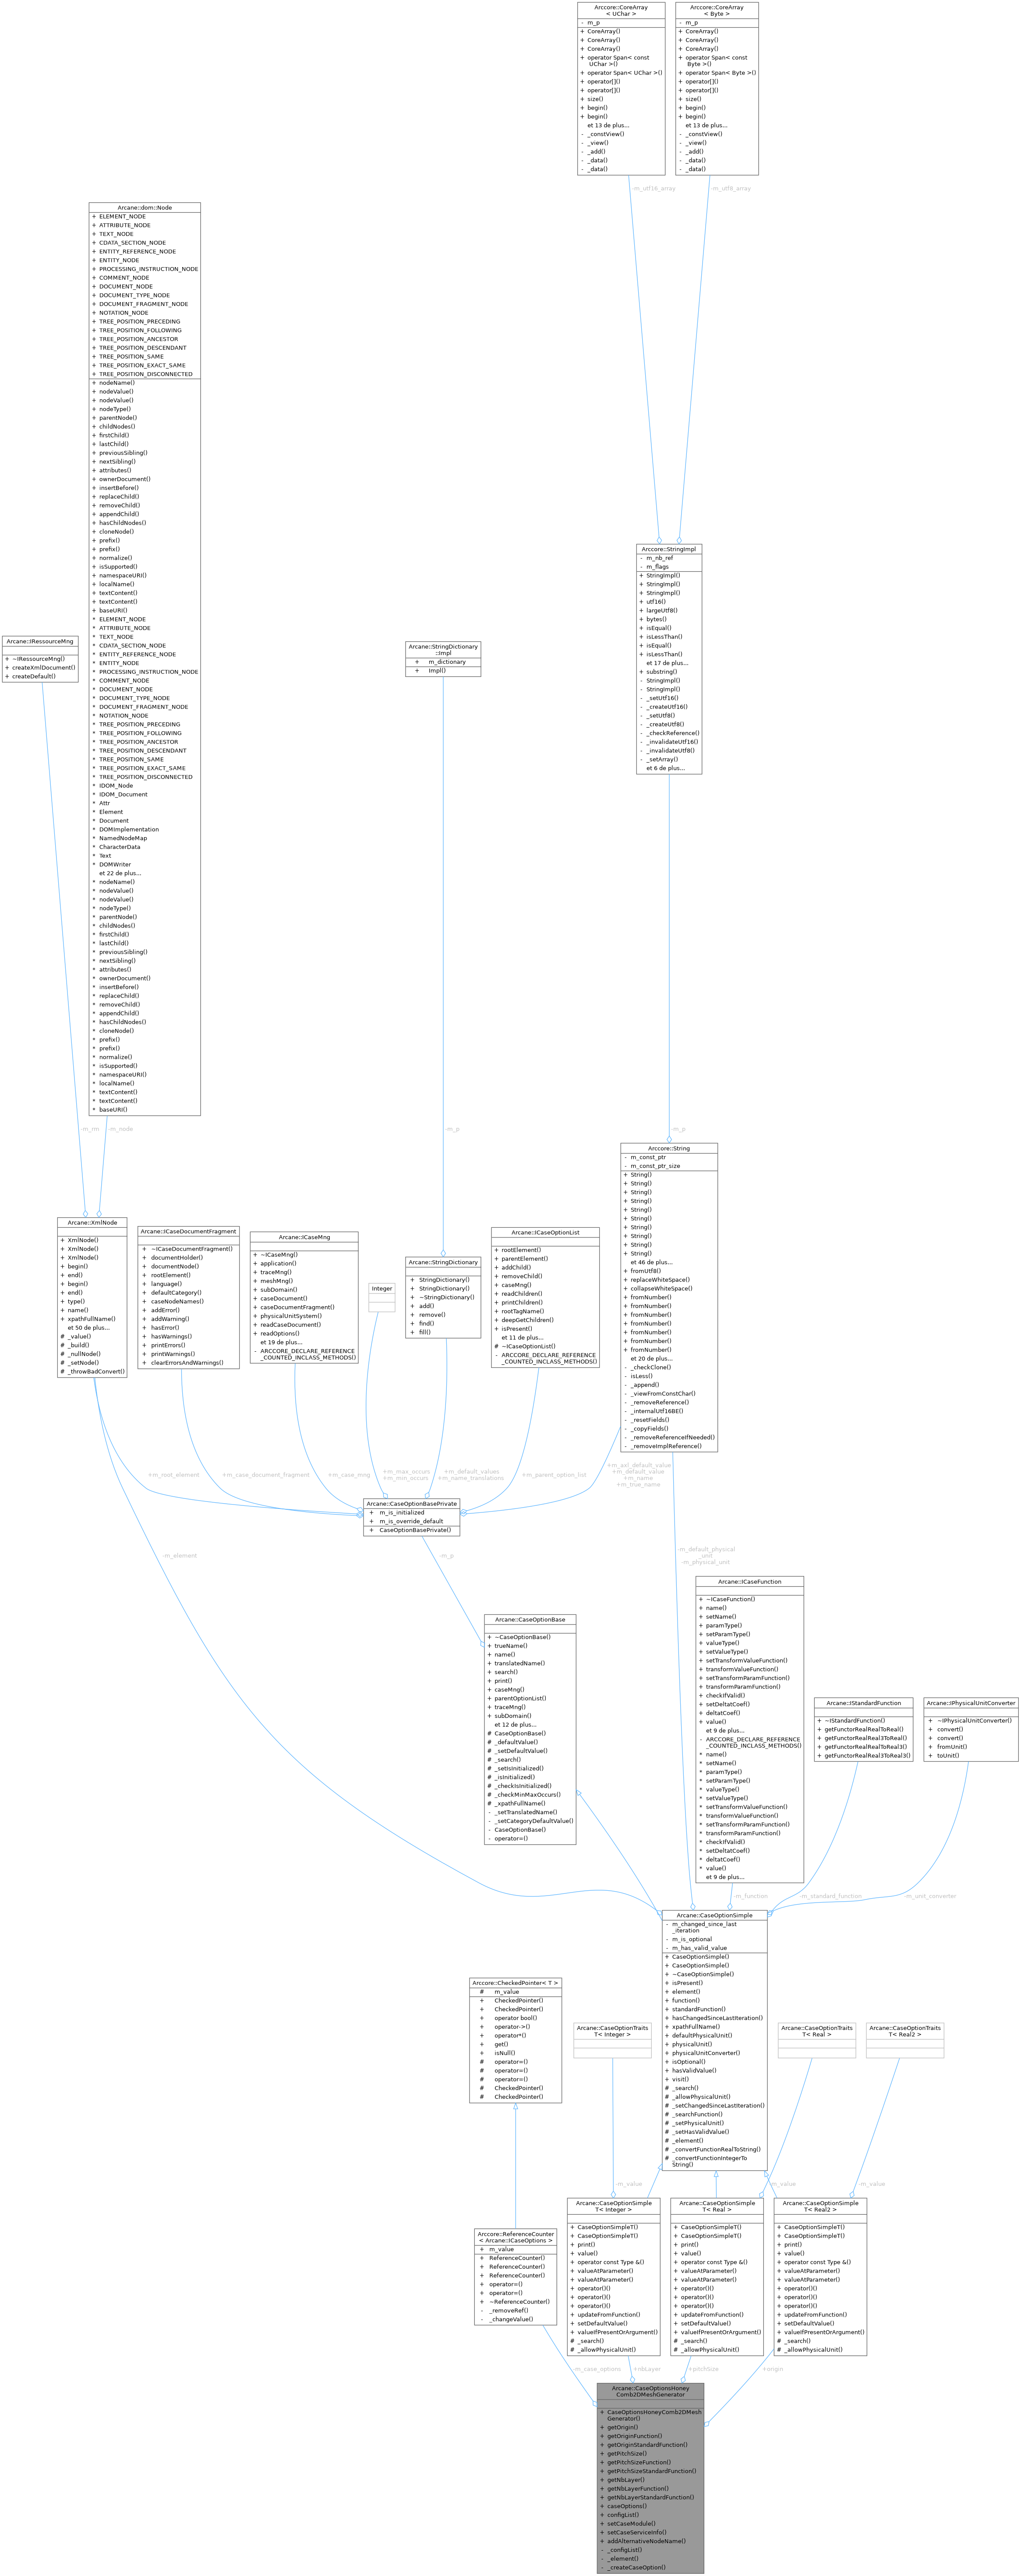 Arccore::CoreArray
< UChar >
- m_p
+ CoreArray()
+ CoreArray()
+ CoreArray()
+ operator Span< const
UChar >()
+ operator Span< UChar >()
+ operator[]()
+ operator[]()
+ size()
+ begin()
+ begin()
et 13 de plus...
- _constView()
- _view()
- _add()
- _data()
- _data()
Arccore::CoreArray
< Byte >
- m_p
+ CoreArray()
+ CoreArray()
+ CoreArray()
+ operator Span< const
Byte >()
+ operator Span< Byte >()
+ operator[]()
+ operator[]()
+ size()
+ begin()
+ begin()
et 13 de plus...
- _constView()
- _view()
- _add()
- _data()
- _data()
-m_utf16_array
-m_utf8_array
Arcane::dom::Node
+ ELEMENT_NODE
+ ATTRIBUTE_NODE
+ TEXT_NODE
+ CDATA_SECTION_NODE
+ ENTITY_REFERENCE_NODE
+ ENTITY_NODE
+ PROCESSING_INSTRUCTION_NODE
+ COMMENT_NODE
+ DOCUMENT_NODE
+ DOCUMENT_TYPE_NODE
+ DOCUMENT_FRAGMENT_NODE
+ NOTATION_NODE
+ TREE_POSITION_PRECEDING
+ TREE_POSITION_FOLLOWING
+ TREE_POSITION_ANCESTOR
+ TREE_POSITION_DESCENDANT
+ TREE_POSITION_SAME
+ TREE_POSITION_EXACT_SAME
+ TREE_POSITION_DISCONNECTED
+ nodeName()
+ nodeValue()
+ nodeValue()
+ nodeType()
+ parentNode()
+ childNodes()
+ firstChild()
+ lastChild()
+ previousSibling()
+ nextSibling()
+ attributes()
+ ownerDocument()
+ insertBefore()
+ replaceChild()
+ removeChild()
+ appendChild()
+ hasChildNodes()
+ cloneNode()
+ prefix()
+ prefix()
+ normalize()
+ isSupported()
+ namespaceURI()
+ localName()
+ textContent()
+ textContent()
+ baseURI()
* ELEMENT_NODE
* ATTRIBUTE_NODE
* TEXT_NODE
* CDATA_SECTION_NODE
* ENTITY_REFERENCE_NODE
* ENTITY_NODE
* PROCESSING_INSTRUCTION_NODE
* COMMENT_NODE
* DOCUMENT_NODE
* DOCUMENT_TYPE_NODE
* DOCUMENT_FRAGMENT_NODE
* NOTATION_NODE
* TREE_POSITION_PRECEDING
* TREE_POSITION_FOLLOWING
* TREE_POSITION_ANCESTOR
* TREE_POSITION_DESCENDANT
* TREE_POSITION_SAME
* TREE_POSITION_EXACT_SAME
* TREE_POSITION_DISCONNECTED
* IDOM_Node
* IDOM_Document
* Attr
* Element
* Document
* DOMImplementation
* NamedNodeMap
* CharacterData
* Text
* DOMWriter
et 22 de plus...
* nodeName()
* nodeValue()
* nodeValue()
* nodeType()
* parentNode()
* childNodes()
* firstChild()
* lastChild()
* previousSibling()
* nextSibling()
* attributes()
* ownerDocument()
* insertBefore()
* replaceChild()
* removeChild()
* appendChild()
* hasChildNodes()
* cloneNode()
* prefix()
* prefix()
* normalize()
* isSupported()
* namespaceURI()
* localName()
* textContent()
* textContent()
* baseURI()
Arcane::IRessourceMng
+ ~IRessourceMng()
+ createXmlDocument()
+ createDefault()
Arcane::StringDictionary
::Impl
+ m_dictionary
+ Impl()
Arccore::StringImpl
- m_nb_ref
- m_flags
+ StringImpl()
+ StringImpl()
+ StringImpl()
+ utf16()
+ largeUtf8()
+ bytes()
+ isEqual()
+ isLessThan()
+ isEqual()
+ isLessThan()
et 17 de plus...
+ substring()
- StringImpl()
- StringImpl()
- _setUtf16()
- _createUtf16()
- _setUtf8()
- _createUtf8()
- _checkReference()
- _invalidateUtf16()
- _invalidateUtf8()
- _setArray()
et 6 de plus...
-m_rm
-m_node
-m_p
-m_p
Arcane::XmlNode
+ XmlNode()
+ XmlNode()
+ XmlNode()
+ begin()
+ end()
+ begin()
+ end()
+ type()
+ name()
+ xpathFullName()
et 50 de plus...
# _value()
# _build()
# _nullNode()
# _setNode()
# _throwBadConvert()
Arcane::ICaseDocumentFragment
+ ~ICaseDocumentFragment()
+ documentHolder()
+ documentNode()
+ rootElement()
+ language()
+ defaultCategory()
+ caseNodeNames()
+ addError()
+ addWarning()
+ hasError()
+ hasWarnings()
+ printErrors()
+ printWarnings()
+ clearErrorsAndWarnings()
Arcane::ICaseMng
+ ~ICaseMng()
+ application()
+ traceMng()
+ meshMng()
+ subDomain()
+ caseDocument()
+ caseDocumentFragment()
+ physicalUnitSystem()
+ readCaseDocument()
+ readOptions()
et 19 de plus...
- ARCCORE_DECLARE_REFERENCE
_COUNTED_INCLASS_METHODS()
Integer
Arcane::StringDictionary
+ StringDictionary()
+ StringDictionary()
+ ~StringDictionary()
+ add()
+ remove()
+ find()
+ fill()
Arcane::ICaseOptionList
+ rootElement()
+ parentElement()
+ addChild()
+ removeChild()
+ caseMng()
+ readChildren()
+ printChildren()
+ rootTagName()
+ deepGetChildren()
+ isPresent()
et 11 de plus...
# ~ICaseOptionList()
- ARCCORE_DECLARE_REFERENCE
_COUNTED_INCLASS_METHODS()
Arccore::String
- m_const_ptr
- m_const_ptr_size
+ String()
+ String()
+ String()
+ String()
+ String()
+ String()
+ String()
+ String()
+ String()
+ String()
et 46 de plus...
+ fromUtf8()
+ replaceWhiteSpace()
+ collapseWhiteSpace()
+ fromNumber()
+ fromNumber()
+ fromNumber()
+ fromNumber()
+ fromNumber()
+ fromNumber()
+ fromNumber()
et 20 de plus...
- _checkClone()
- isLess()
- _append()
- _viewFromConstChar()
- _removeReference()
- _internalUtf16BE()
- _resetFields()
- _copyFields()
- _removeReferenceIfNeeded()
- _removeImplReference()
+m_root_element
+m_case_document_fragment
+m_case_mng
+m_max_occurs
+m_min_occurs
+m_default_values
+m_name_translations
+m_parent_option_list
+m_axl_default_value
+m_default_value
+m_name
+m_true_name
Arcane::CaseOptionBasePrivate
+ m_is_initialized
+ m_is_override_default
+ CaseOptionBasePrivate()
-m_element
-m_p
-m_default_physical
_unit
-m_physical_unit
Arcane::CaseOptionBase
+ ~CaseOptionBase()
+ trueName()
+ name()
+ translatedName()
+ search()
+ print()
+ caseMng()
+ parentOptionList()
+ traceMng()
+ subDomain()
et 12 de plus...
# CaseOptionBase()
# _defaultValue()
# _setDefaultValue()
# _search()
# _setIsInitialized()
# _isInitialized()
# _checkIsInitialized()
# _checkMinMaxOccurs()
# _xpathFullName()
- _setTranslatedName()
- _setCategoryDefaultValue()
- CaseOptionBase()
- operator=()
Arcane::ICaseFunction
+ ~ICaseFunction()
+ name()
+ setName()
+ paramType()
+ setParamType()
+ valueType()
+ setValueType()
+ setTransformValueFunction()
+ transformValueFunction()
+ setTransformParamFunction()
+ transformParamFunction()
+ checkIfValid()
+ setDeltatCoef()
+ deltatCoef()
+ value()
et 9 de plus...
- ARCCORE_DECLARE_REFERENCE
_COUNTED_INCLASS_METHODS()
* name()
* setName()
* paramType()
* setParamType()
* valueType()
* setValueType()
* setTransformValueFunction()
* transformValueFunction()
* setTransformParamFunction()
* transformParamFunction()
* checkIfValid()
* setDeltatCoef()
* deltatCoef()
* value()
et 9 de plus...
Arcane::IStandardFunction
+ ~IStandardFunction()
+ getFunctorRealRealToReal()
+ getFunctorRealReal3ToReal()
+ getFunctorRealRealToReal3()
+ getFunctorRealReal3ToReal3()
Arcane::IPhysicalUnitConverter
+ ~IPhysicalUnitConverter()
+ convert()
+ convert()
+ fromUnit()
+ toUnit()
-m_function
-m_standard_function
-m_unit_converter
Arcane::CaseOptionSimple
- m_changed_since_last
_iteration
- m_is_optional
- m_has_valid_value
+ CaseOptionSimple()
+ CaseOptionSimple()
+ ~CaseOptionSimple()
+ isPresent()
+ element()
+ function()
+ standardFunction()
+ hasChangedSinceLastIteration()
+ xpathFullName()
+ defaultPhysicalUnit()
+ physicalUnit()
+ physicalUnitConverter()
+ isOptional()
+ hasValidValue()
+ visit()
# _search()
# _allowPhysicalUnit()
# _setChangedSinceLastIteration()
# _searchFunction()
# _setPhysicalUnit()
# _setHasValidValue()
# _element()
# _convertFunctionRealToString()
# _convertFunctionIntegerTo
String()
Arccore::CheckedPointer< T >
# m_value
+ CheckedPointer()
+ CheckedPointer()
+ operator bool()
+ operator->()
+ operator*()
+ get()
+ isNull()
# operator=()
# operator=()
# operator=()
# CheckedPointer()
# CheckedPointer()
Arcane::CaseOptionTraits
T< Integer >
Arcane::CaseOptionTraits
T< Real >
Arcane::CaseOptionTraits
T< Real2 >
-m_value
-m_value
-m_value
Arccore::ReferenceCounter
< Arcane::ICaseOptions >
+ m_value
+ ReferenceCounter()
+ ReferenceCounter()
+ ReferenceCounter()
+ operator=()
+ operator=()
+ ~ReferenceCounter()
- _removeRef()
- _changeValue()
Arcane::CaseOptionSimple
T< Integer >
+ CaseOptionSimpleT()
+ CaseOptionSimpleT()
+ print()
+ value()
+ operator const Type &()
+ valueAtParameter()
+ valueAtParameter()
+ operator()()
+ operator()()
+ operator()()
+ updateFromFunction()
+ setDefaultValue()
+ valueIfPresentOrArgument()
# _search()
# _allowPhysicalUnit()
Arcane::CaseOptionSimple
T< Real >
+ CaseOptionSimpleT()
+ CaseOptionSimpleT()
+ print()
+ value()
+ operator const Type &()
+ valueAtParameter()
+ valueAtParameter()
+ operator()()
+ operator()()
+ operator()()
+ updateFromFunction()
+ setDefaultValue()
+ valueIfPresentOrArgument()
# _search()
# _allowPhysicalUnit()
Arcane::CaseOptionSimple
T< Real2 >
+ CaseOptionSimpleT()
+ CaseOptionSimpleT()
+ print()
+ value()
+ operator const Type &()
+ valueAtParameter()
+ valueAtParameter()
+ operator()()
+ operator()()
+ operator()()
+ updateFromFunction()
+ setDefaultValue()
+ valueIfPresentOrArgument()
# _search()
# _allowPhysicalUnit()
-m_case_options
+nbLayer
+pitchSize
+origin
Arcane::CaseOptionsHoney
Comb2DMeshGenerator
+ CaseOptionsHoneyComb2DMesh
Generator()
+ getOrigin()
+ getOriginFunction()
+ getOriginStandardFunction()
+ getPitchSize()
+ getPitchSizeFunction()
+ getPitchSizeStandardFunction()
+ getNbLayer()
+ getNbLayerFunction()
+ getNbLayerStandardFunction()
+ caseOptions()
+ configList()
+ setCaseModule()
+ setCaseServiceInfo()
+ addAlternativeNodeName()
- _configList()
- _element()
- _createCaseOption()